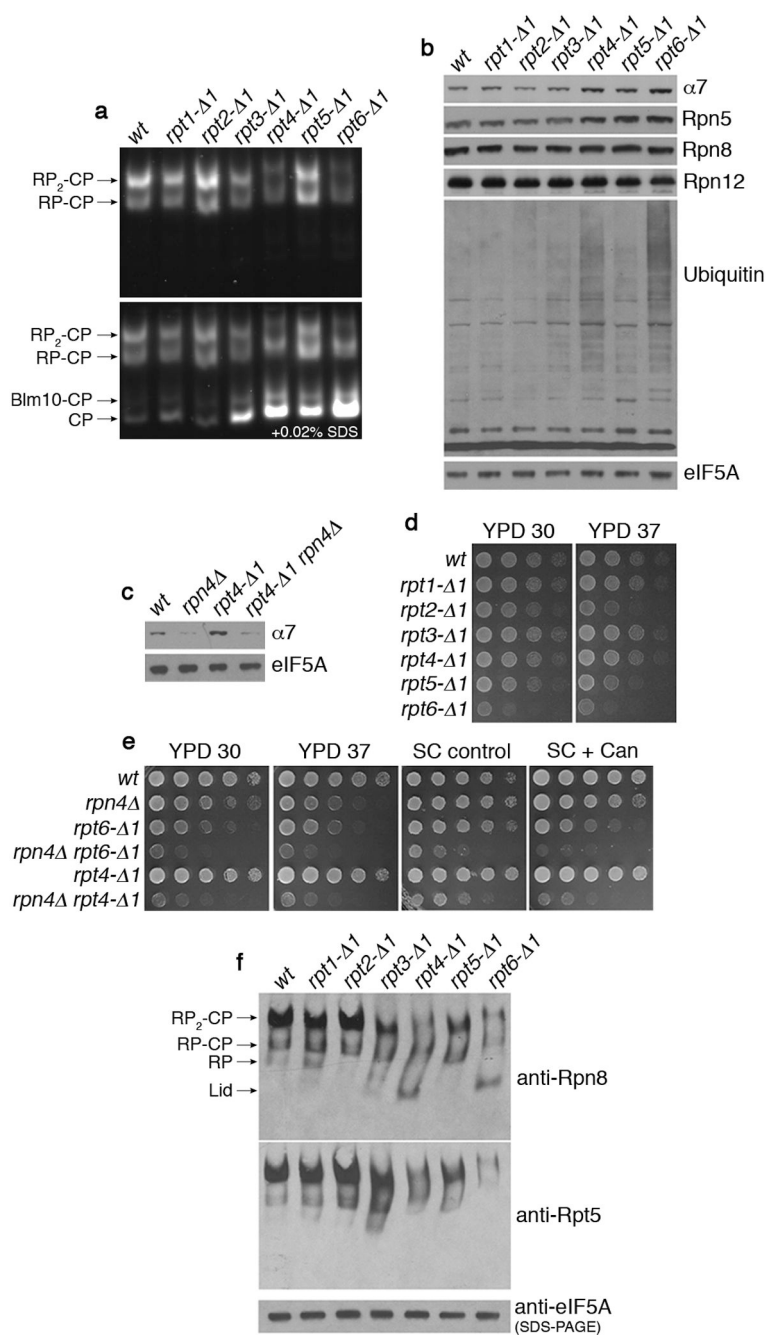 a
wt rpt1-Δ1 rpt2-Δ1 rpt3-Δ1 rpt4-Δ1 rpt5-Δ1 rpt6-Δ1
RP2-CP
RP-CP
RP2-CP
RP-CP
Blm10-CP
CP
+0.02% SDS
b
wt rpt1-Δ1 rpt2-Δ1 rpt3-Δ1 rpt4-Δ1 rpt5-Δ1 rpt6-Δ1
α7
Rpn5
Rpn8
Rpn12
Ubiquitin
eIF5A
c
wt rpn4Δ rpt4-Δ1 rpt4-Δ1 rpn4Δ
α7
eIF5A
d
YPD 30 YPD 37
wt
rpt1-Δ1
rpt2-Δ1
rpt3-Δ1
rpt4-Δ1
rpt5-Δ1
rpt6-Δ1
e
YPD 30 YPD 37 SC control SC + Can
wt
rpn4Δ
rpt6-Δ1
rpn4Δ rpt6-Δ1
rpt4-Δ1
rpn4Δ rpt4-Δ1
f
wt rpt1-Δ1 rpt2-Δ1 rpt3-Δ1 rpt4-Δ1 rpt5-Δ1 rpt6-Δ1
RP2-CP
RP-CP
RP
Lid
anti-Rpn8
anti-Rpt5
anti-eIF5A
(SDS-PAGE)